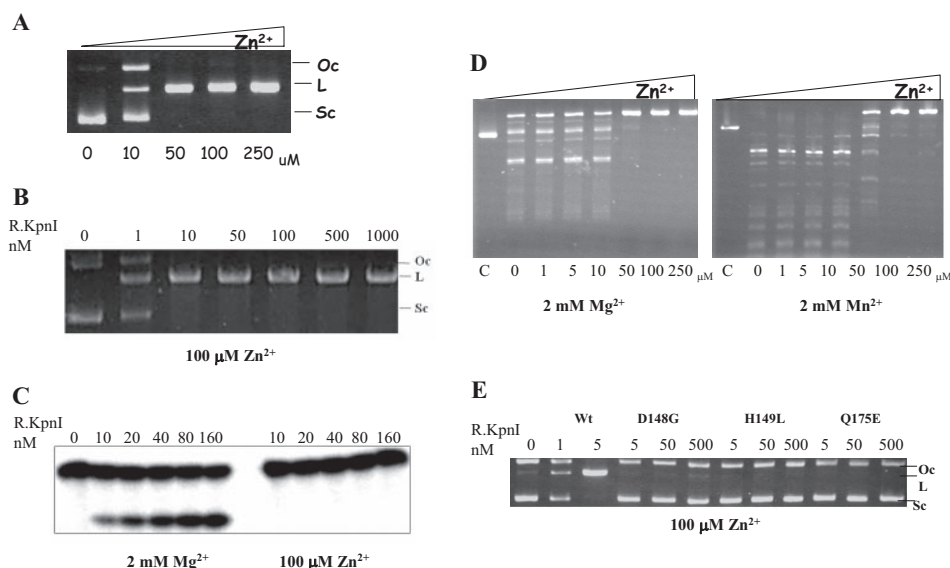 A
Zn²⁺
Oc
L
Sc
0 10 50 100 250 uM
B
R.KpnI
nM
0 1 10 50 100 500 1000
Oc
L
Sc
100 µM Zn²⁺
C
R.KpnI
nM
0 10 20 40 80 160 10 20 40 80 160
2 mM Mg²⁺ 100 µM Zn²⁺
D
Zn²⁺ Zn²⁺
C 0 1 5 10 50 100 250 µM C 0 1 5 10 50 100 250 µM
2 mM Mg²⁺ 2 mM Mn²⁺
E
Wt D148G H149L Q175E
R.KpnI
nM
0 1 5 5 50 500 5 50 500 5 50 500
Oc
L
Sc
100 µM Zn²⁺